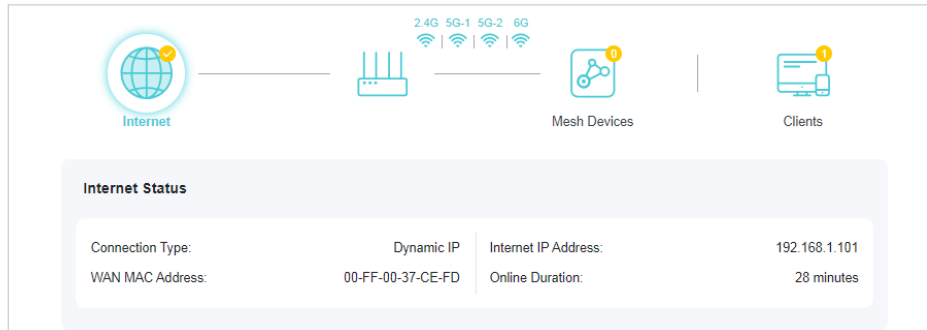 2.4G 5G-1 5G-2 6G
0
1
Internet
Mesh Devices
Clients
Internet Status
Connection Type: Dynamic IP
Internet IP Address: 192.168.1.101
WAN MAC Address: 00-FF-00-37-CE-FD
Online Duration: 28 minutes